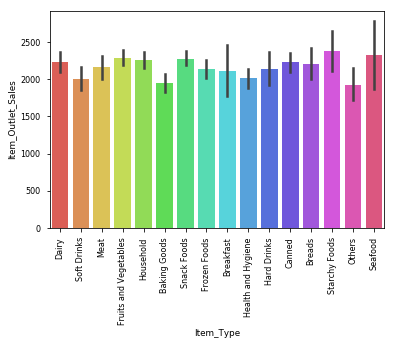 2500
2000
1500
1000
500
0
Item_Outlet_Sales
Dairy
Soft Drinks
Meat
Fruits and Vegetables
Household
Baking Goods
Snack Foods
Frozen Foods
Breakfast
Health and Hygiene
Hard Drinks
Canned
Breads
Starchy Foods
Others
Seafood
Item_Type